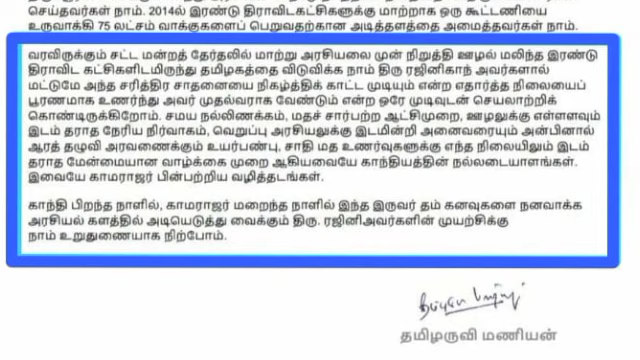 செய்தவர்கள் நாம். 2014ல் இரண்டு திராவிடகட்சிகளுக்கு மாற்றாக ஒரு கூட்டணியை
உருவாக்கி 75 லட்சம் வாக்குகளைப் பெறுவதற்கான அடித்தளத்தை அமைத்தவர்கள் நாம்.
வரவிருக்கும் சட்ட மன்றத் தேர்தலில் மாற்று அரசியலை முன் நிறுத்தி ஊழல் மலிந்த இரண்டு
திராவிட கட்சிகளிடமிருந்து தமிழகத்தை விடுவிக்க நாம் திரு ரஜினிகாந் அவர்களால்
மட்டுமே அந்த சரித்திர சாதனையை நிகழ்த்திக் காட்ட முடியும் என்ற எதார்த்த நிலையைப்
பூரணமாக உணர்ந்து அவர் முதல்வராக வேண்டும் என்ற ஒரே முடிவுடன் செயலாற்றிக்
கொண்டிருக்கிறோம். சமய நல்லிணக்கம், மதச் சார்பற்ற ஆட்சிமுறை, ஊழலுக்கு எள்ளளவும்
இடம் தராத நேரிய நிர்வாகம், வெறுப்பு அரசியலுக்கு இடமின்றி அனைவரையும் அன்பினால்
ஆரத் தழுவி அரவணைக்கும் உயர்பண்பு, சாதி மத உணர்வுகளுக்கு எந்த நிலையிலும் இடம்
தராத மேன்மையான வாழ்க்கை முறை ஆகியவையே காந்தியத்தின் நல்லடையாளங்கள்.
இவையே காமராஜர் பின்பற்றிய வழித்தடங்கள்.
காந்தி பிறந்த நாளில், காமராஜர் மறைந்த நாளில் இந்த இருவர் தம் கனவுகளை நனவாக்க
அரசியல் களத்தில் அடியெடுத்து வைக்கும் திரு. ரஜினிஅவர்களின் முயற்சிக்கு
நாம் உறுதுணையாக நிற்போம்.
தமிழருவி மணியன்